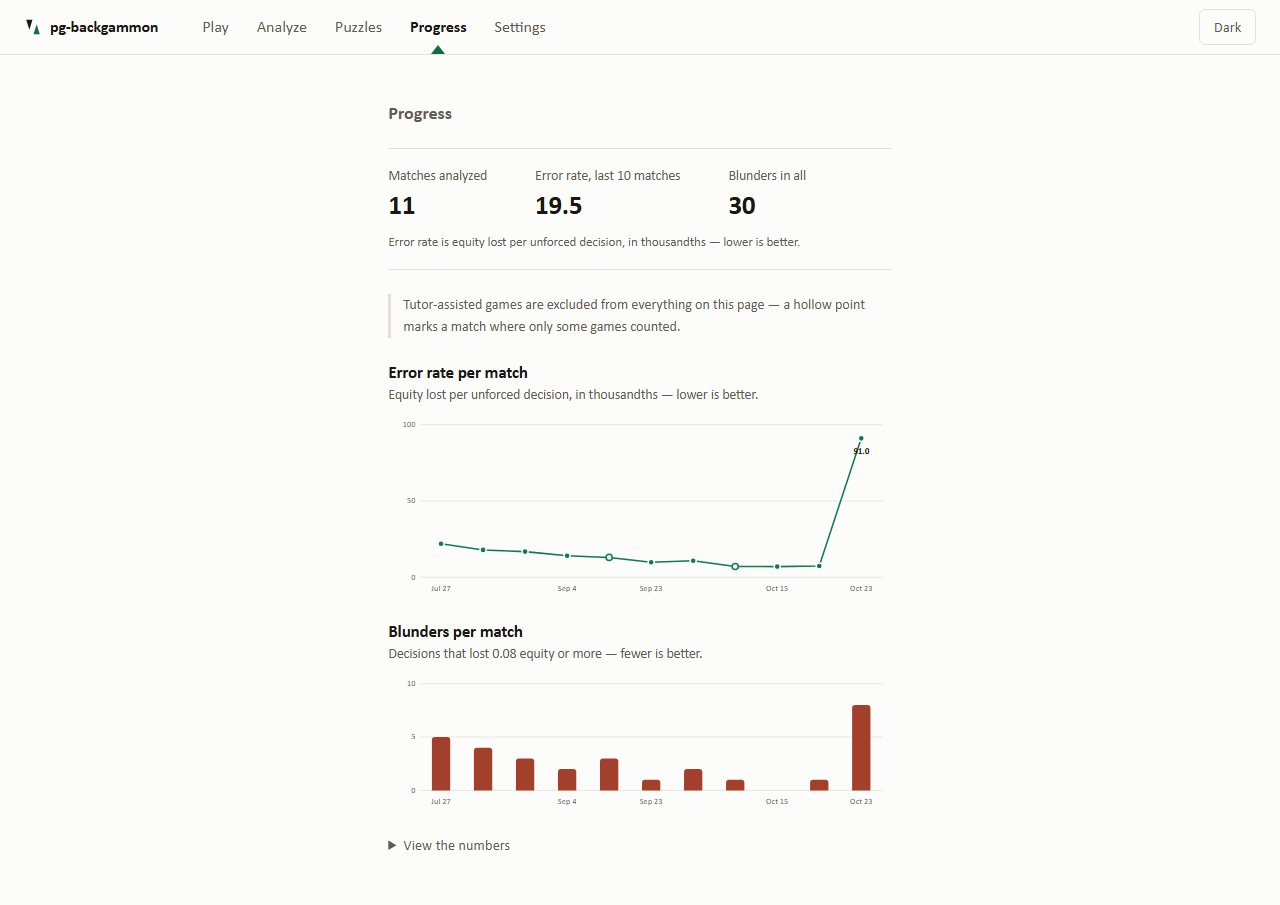 pg-backgammon Play Analyze Puzzles Progress Settings Dark
Progress
Matches analyzed Error rate, last 10 matches Blunders in all
11 19.5 30
Error rate is equity lost per unforced decision, in thousandths — lower is better.
Tutor-assisted games are excluded from everything on this page — a hollow point
marks a match where only some games counted.
Error rate per match
Equity lost per unforced decision, in thousandths — lower is better.
100
91.0
50
0
Jul 27 Sep 4 Sep 23 Oct 15 Oct 23
Blunders per match
Decisions that lost 0.08 equity or more — fewer is better.
10
5
0
Jul 27 Sep 4 Sep 23 Oct 15 Oct 23
View the numbers